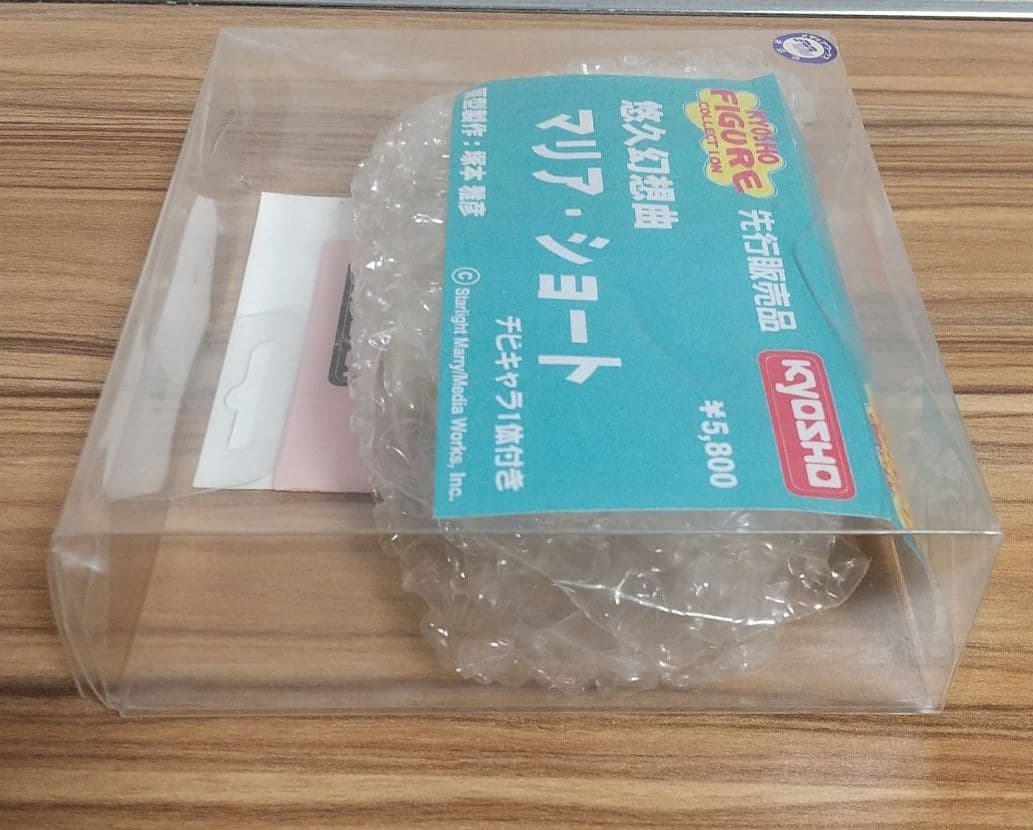 KYOSHO
FIGURE
COLLECTION
先行販売品
KYOSHO
¥5,800
悠久幻想曲
マリア・ショート
チビキャラ1体付き
原型製作：塚本 雅彦
© Starlight Marry/Media Works, Inc.